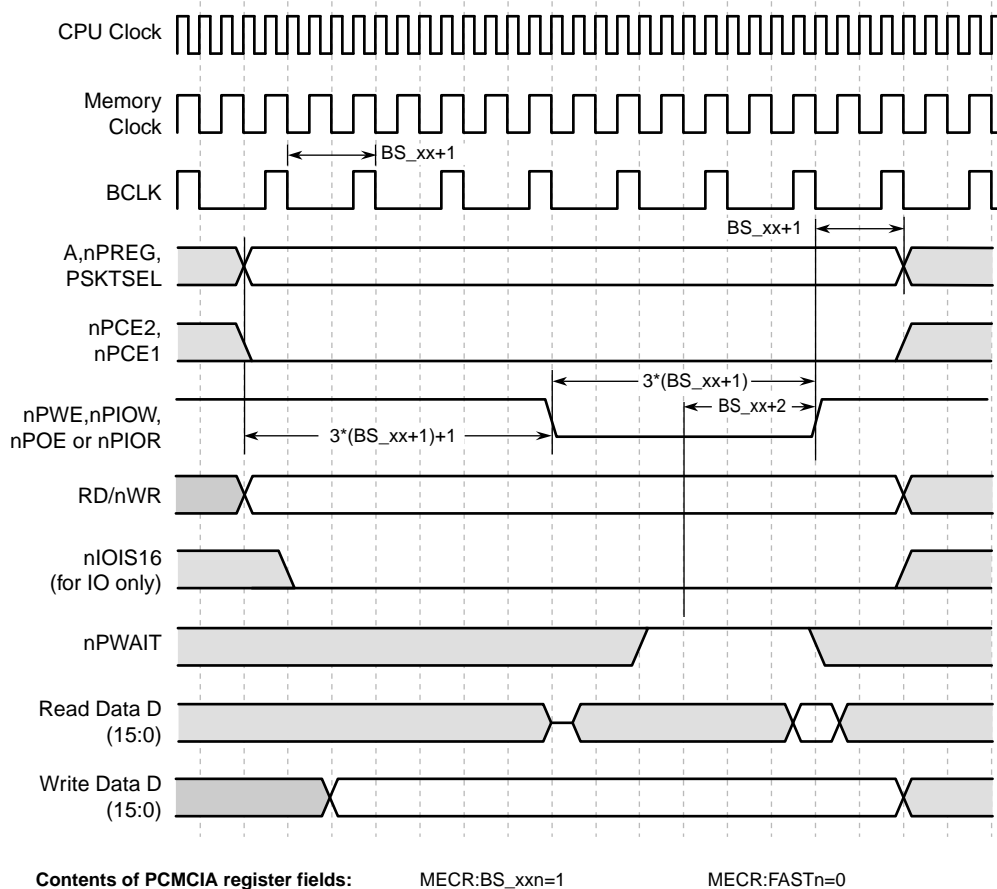 CPU Clock
Memory
Clock
BS_xx+1
BCLK
BS_xx+1
A,nPREG,
PSKTSEL
nPCE2,
nPCE1
3*(BS_xx+1)
BS_xx+2
nPWE,nPIOW,
nPOE or nPIOR
3*(BS_xx+1)+1
RD/nWR
nIOIS16
(for IO only)
nPWAIT
Read Data D
(15:0)
Write Data D
(15:0)
Contents of PCMCIA register fields: MECR:BS_xxn=1 MECR:FASTn=0